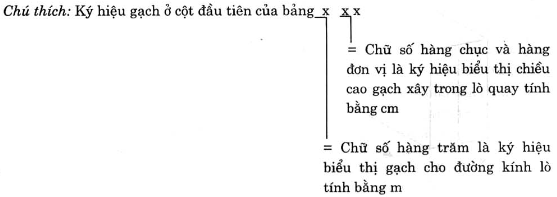 Chú thích: Ký hiệu gạch ở cột đầu tiên của bảng x x x
= Chữ số hàng chục và hàng
đơn vị là ký hiệu biểu thị chiều
cao gạch xây trong lò quay tính
bằng cm
= Chữ số hàng trăm là ký hiệu
biểu thị gạch cho đường kính lò
tính bằng m